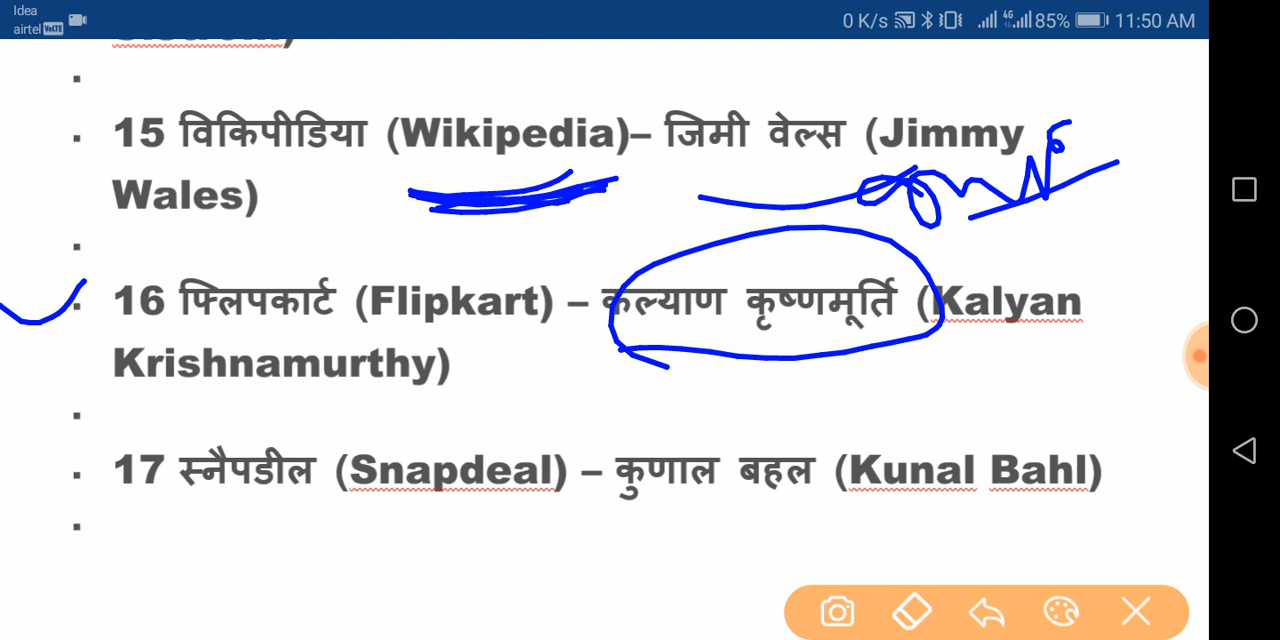 Idea
airtel VoLTE 0 K/s 4G 85% 11:50 AM
15 विकिपीडिया (Wikipedia)– जिमी वेल्स (Jimmy
Wales)
16 फ्लिपकार्ट (Flipkart) – कल्याण कृष्णमूर्ति (Kalyan
Krishnamurthy)
17 स्नैपडील (Snapdeal) – कुणाल बहल (Kunal Bahl)